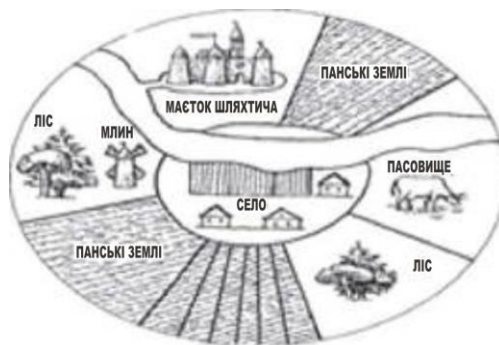 ПАНСЬКІ ЗЕМЛІ
МАЄТОК ШЛЯХТИЧА
ЛІС
МЛИН
ПАСОВИЩЕ
СЕЛО
ПАНСЬКІ ЗЕМЛІ
ЛІС